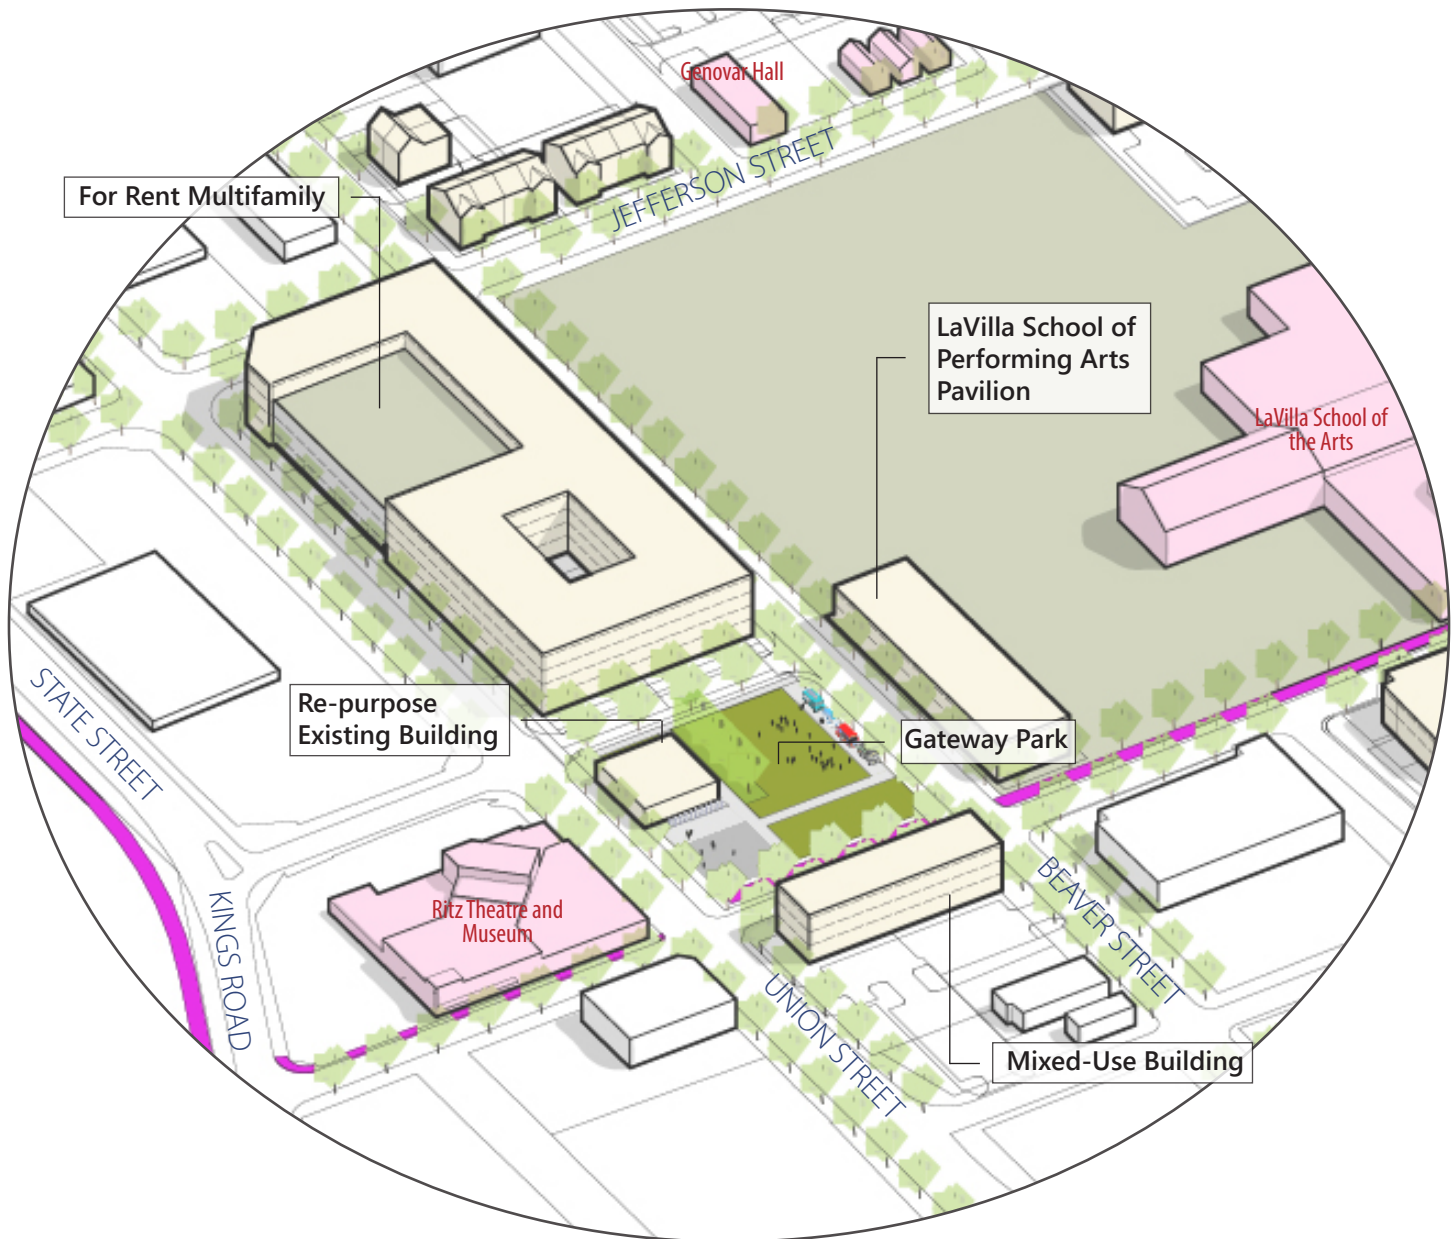 Genovar Hall
JEFFERSON STREET
For Rent Multifamily
LaVilla School of
Performing Arts
Pavilion
LaVilla School of
the Arts
STATE STREET
Re-purpose
Existing Building
Gateway Park
KINGS ROAD
Ritz Theatre and
Museum
BEAVER STREET
UNION STREET
Mixed-Use Building